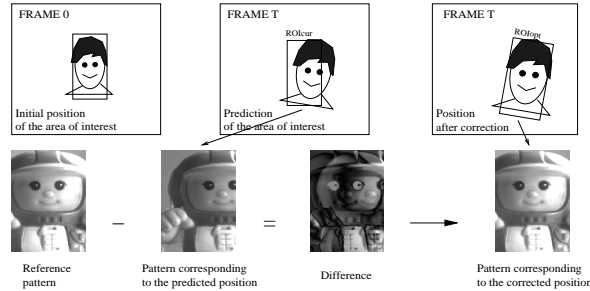 FRAME 0
FRAME T
FRAME T
ROIcur
ROIopt
Initial position
of the area of interest
Prediction
of the area of interest
Position
after correction
Reference
pattern
Pattern corresponding
to the predicted position
Difference
Pattern corresponding
to the corrected position